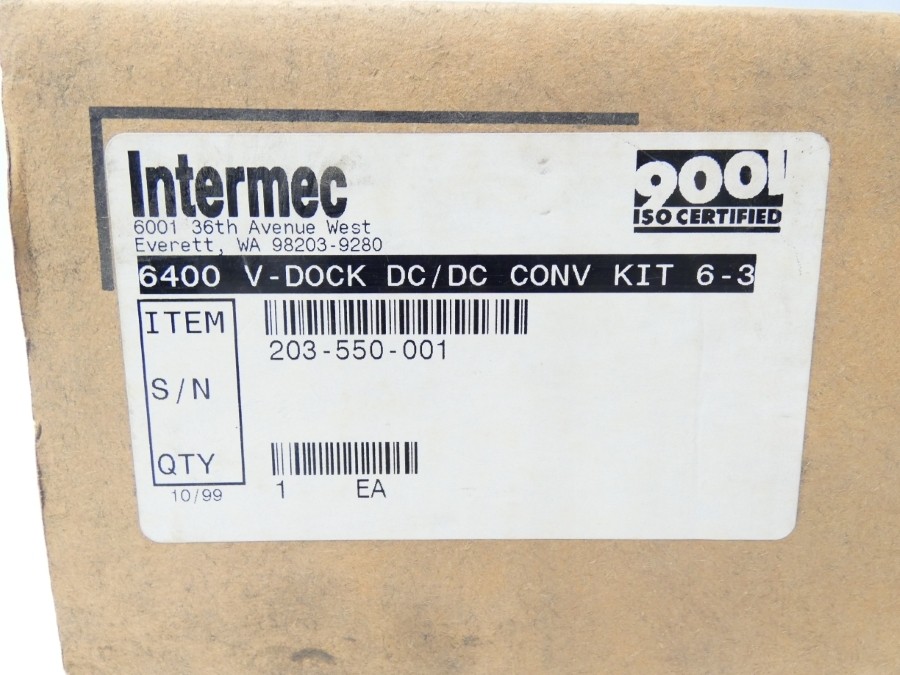 Intermec
6001 36th Avenue West
Everett, WA 98203-9280
9001
ISO CERTIFIED
6400 V-DOCK DC/DC CONV KIT 6-3
ITEM
203-550-001
S/N
QTY
10/99
1 EA